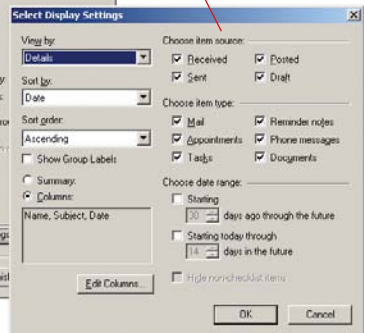 Select Display Settings
View by:
Details
Sort by:
Date
Sort order:
Ascending
Show Group Labels
Summary:
Columns:
Name, Subject, Date
Edit Columns...
Choose item source:
Received Posted
Sent Draft
Choose item type:
Mail Reminder notes
Appointments Phone messages
Tasks Documents
Choose date range:
Starting
30 days ago through the future
Starting today through
14 days in the future
Hide non-checklist items
OK Cancel